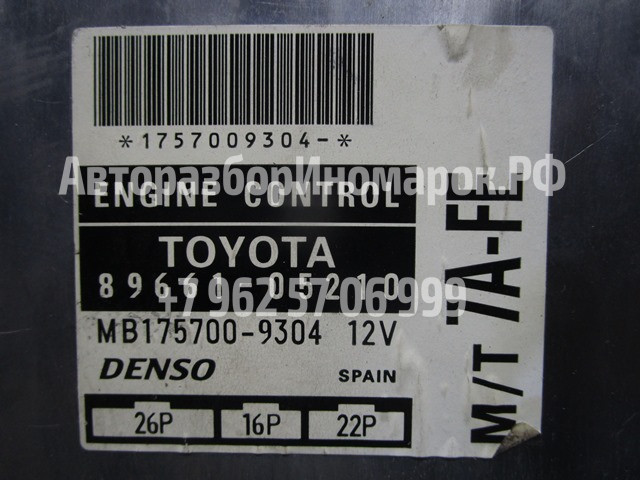 *1757009304-*
АвторазборИномарок.РФ
ENGINE CONTROL
TOYOTA
89661-05210
+79625706999
MB175700-9304 12V
DENSO SPAIN
26P 16P 22P
M/T 7A-FE